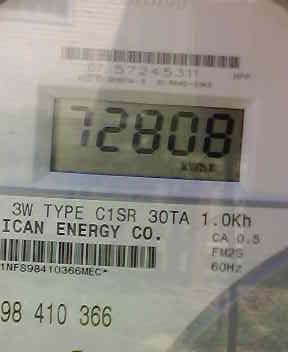 57245311
72808
3W TYPE C1SR 30TA 1.0Kh
ICAN ENERGY CO.
CA 0.5
FM2S
60Hz
1NFS98410366MEC*
98 410 366